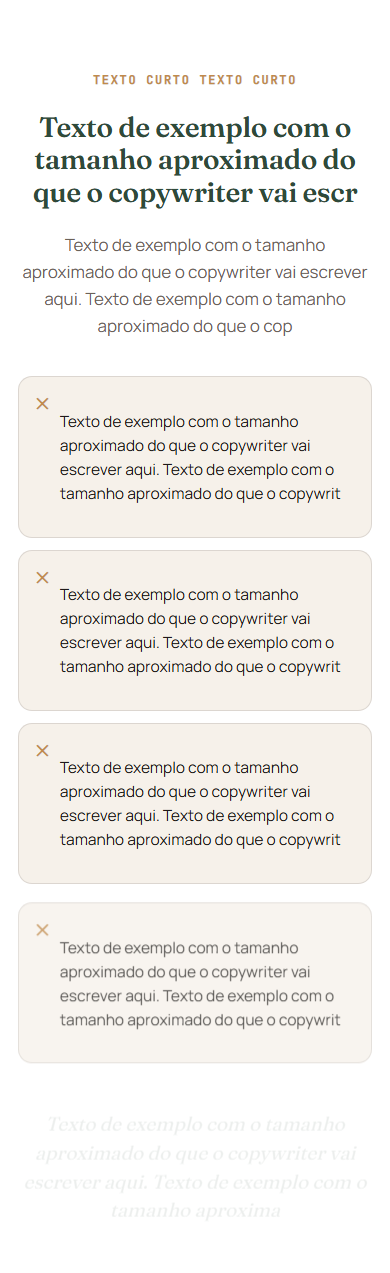 TEXTO CURTO TEXTO CURTO
Texto de exemplo com o
tamanho aproximado do
que o copywriter vai escr
Texto de exemplo com o tamanho
aproximado do que o copywriter vai escrever
aqui. Texto de exemplo com o tamanho
aproximado do que o cop
Texto de exemplo com o tamanho
aproximado do que o copywriter vai
escrever aqui. Texto de exemplo com o
tamanho aproximado do que o copywrit
Texto de exemplo com o tamanho
aproximado do que o copywriter vai
escrever aqui. Texto de exemplo com o
tamanho aproximado do que o copywrit
Texto de exemplo com o tamanho
aproximado do que o copywriter vai
escrever aqui. Texto de exemplo com o
tamanho aproximado do que o copywrit
Texto de exemplo com o tamanho
aproximado do que o copywriter vai
escrever aqui. Texto de exemplo com o
tamanho aproximado do que o copywrit
Texto de exemplo com o tamanho
aproximado do que o copywriter vai
escrever aqui. Texto de exemplo com o
tamanho aproxima